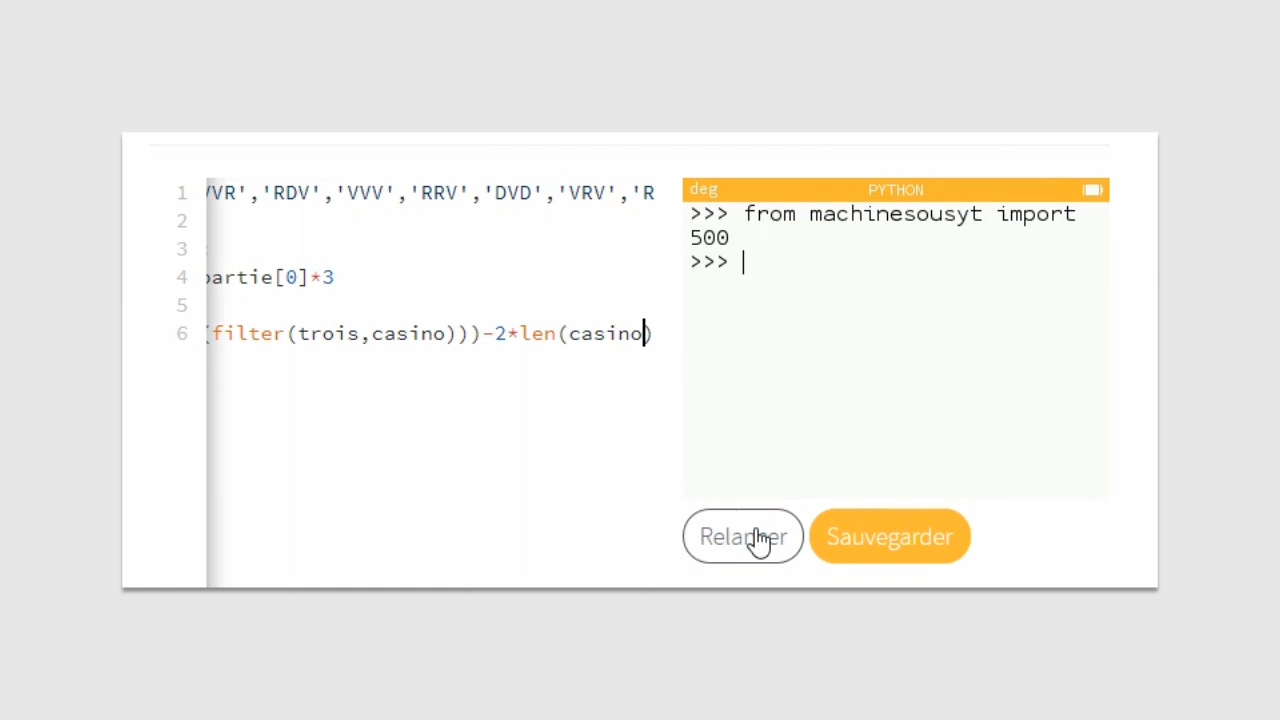 1 VR','RDV','VVV','RRV','DVD','VRV','R
2
3 :
4 partie[0]*3
5
6 (filter(trois,casino)))-2*len(casino)
deg PYTHON
>>> from machinesousyt import
500
>>>
Relancer Sauvegarder